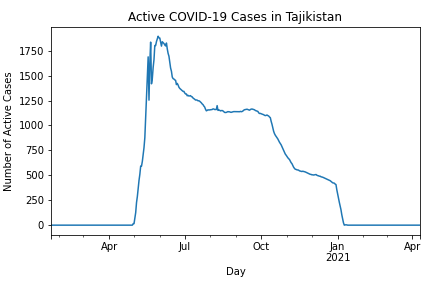 Active COVID-19 Cases in Tajikistan
Number of Active Cases
1750
1500
1250
1000
750
500
250
0
Apr
Jul
Oct
Jan
2021
Apr
Day